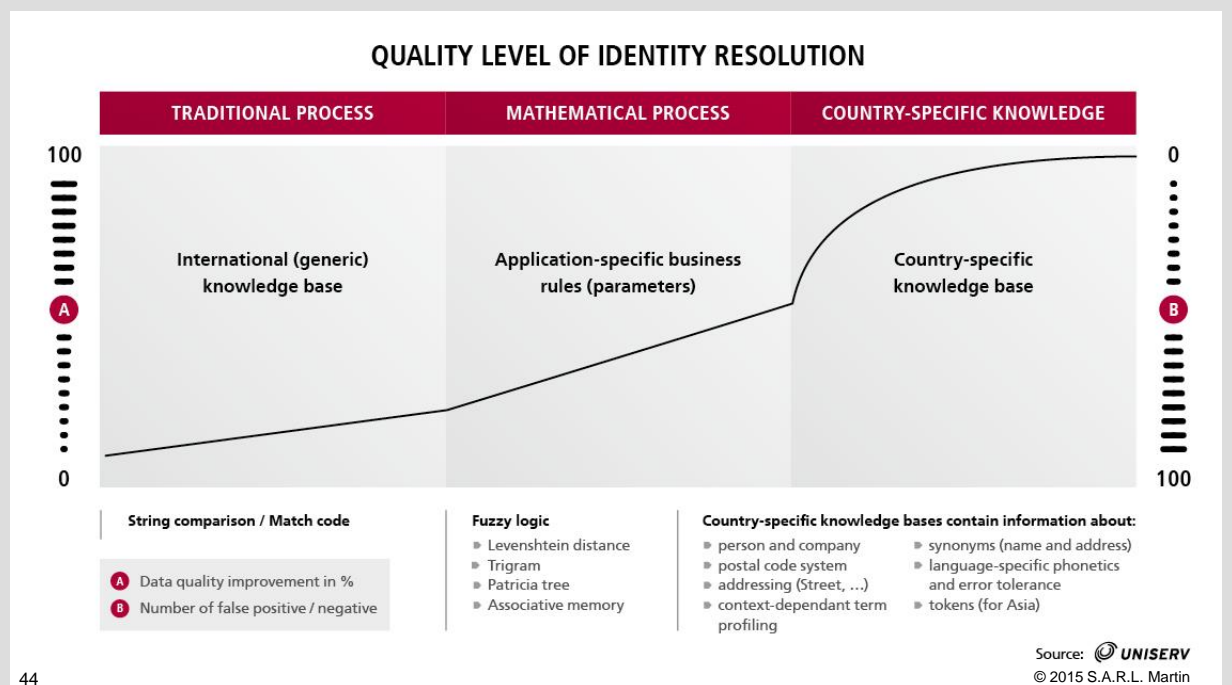 QUALITY LEVEL OF IDENTITY RESOLUTION
TRADITIONAL PROCESS
MATHEMATICAL PROCESS
COUNTRY-SPECIFIC KNOWLEDGE
100
0
A
B
0
100
International (generic)
knowledge base
Application-specific business
rules (parameters)
Country-specific
knowledge base
String comparison / Match code
A Data quality improvement in %
B Number of false positive / negative
Fuzzy logic
Levenshtein distance
Trigram
Patricia tree
Associative memory
Country-specific knowledge bases contain information about:
person and company
postal code system
addressing (Street, ...)
context-dependant term
profiling
synonyms (name and address)
language-specific phonetics
and error tolerance
tokens (for Asia)
Source: UNISERV
44
© 2015 S.A.R.L. Martin